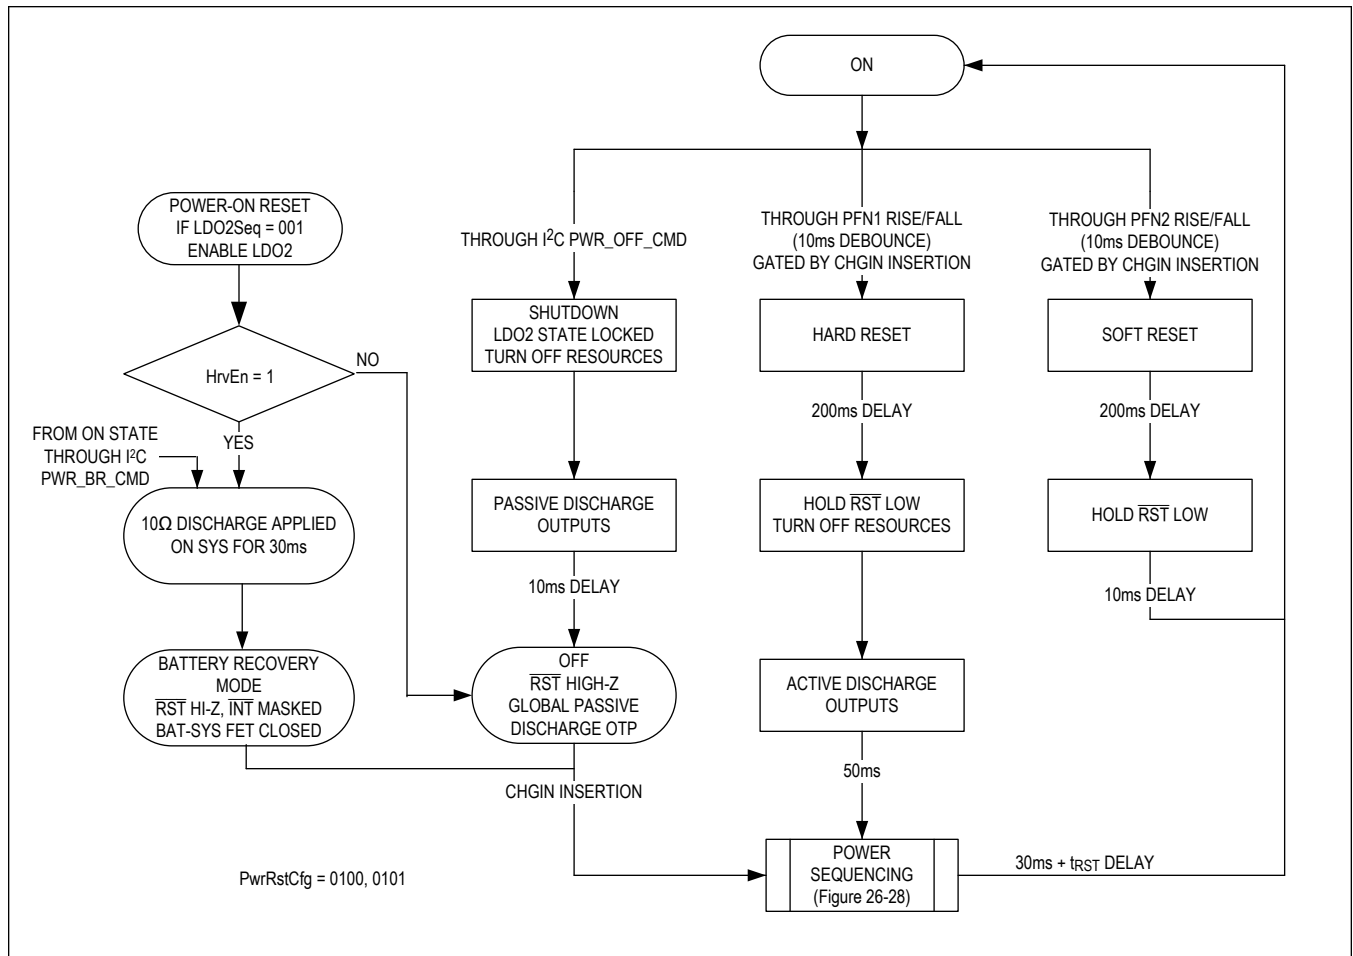 ON
POWER-ON RESET
IF LDO2Seq = 001
ENABLE LDO2
HrvEn = 1
NO
YES
FROM ON STATE
THROUGH I²C
PWR_BR_CMD
10Ω DISCHARGE APPLIED
ON SYS FOR 30ms
BATTERY RECOVERY
MODE
R̅S̅T̅ HI-Z, I̅N̅T̅ MASKED
BAT-SYS FET CLOSED
THROUGH I²C PWR_OFF_CMD
SHUTDOWN
LDO2 STATE LOCKED
TURN OFF RESOURCES
PASSIVE DISCHARGE
OUTPUTS
10ms DELAY
OFF
R̅S̅T̅ HIGH-Z
GLOBAL PASSIVE
DISCHARGE OTP
CHGIN INSERTION
THROUGH PFN1 RISE/FALL
(10ms DEBOUNCE)
GATED BY CHGIN INSERTION
HARD RESET
200ms DELAY
HOLD R̅S̅T̅ LOW
TURN OFF RESOURCES
ACTIVE DISCHARGE
OUTPUTS
50ms
POWER
SEQUENCING
(Figure 26-28)
30ms + tRST DELAY
THROUGH PFN2 RISE/FALL
(10ms DEBOUNCE)
GATED BY CHGIN INSERTION
SOFT RESET
200ms DELAY
HOLD R̅S̅T̅ LOW
10ms DELAY
PwrRstCfg = 0100, 0101